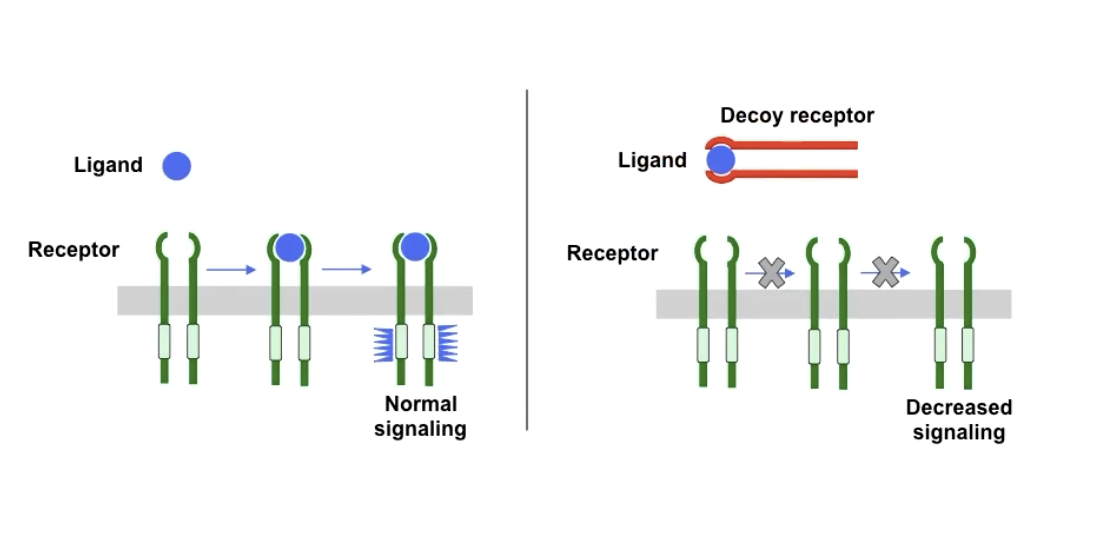 Ligand
Receptor
Normal
signaling
Decoy receptor
Ligand
Receptor
Decreased
signaling